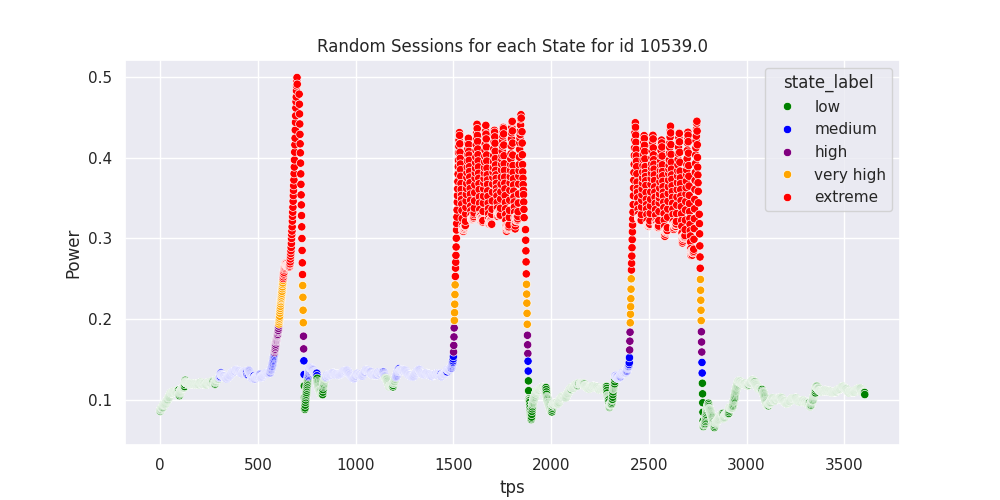 Random Sessions for each State for id 10539.0
state_label
low
medium
high
very high
extreme
Power
0.5
0.4
0.3
0.2
0.1
0 500 1000 1500 2000 2500 3000 3500
tps